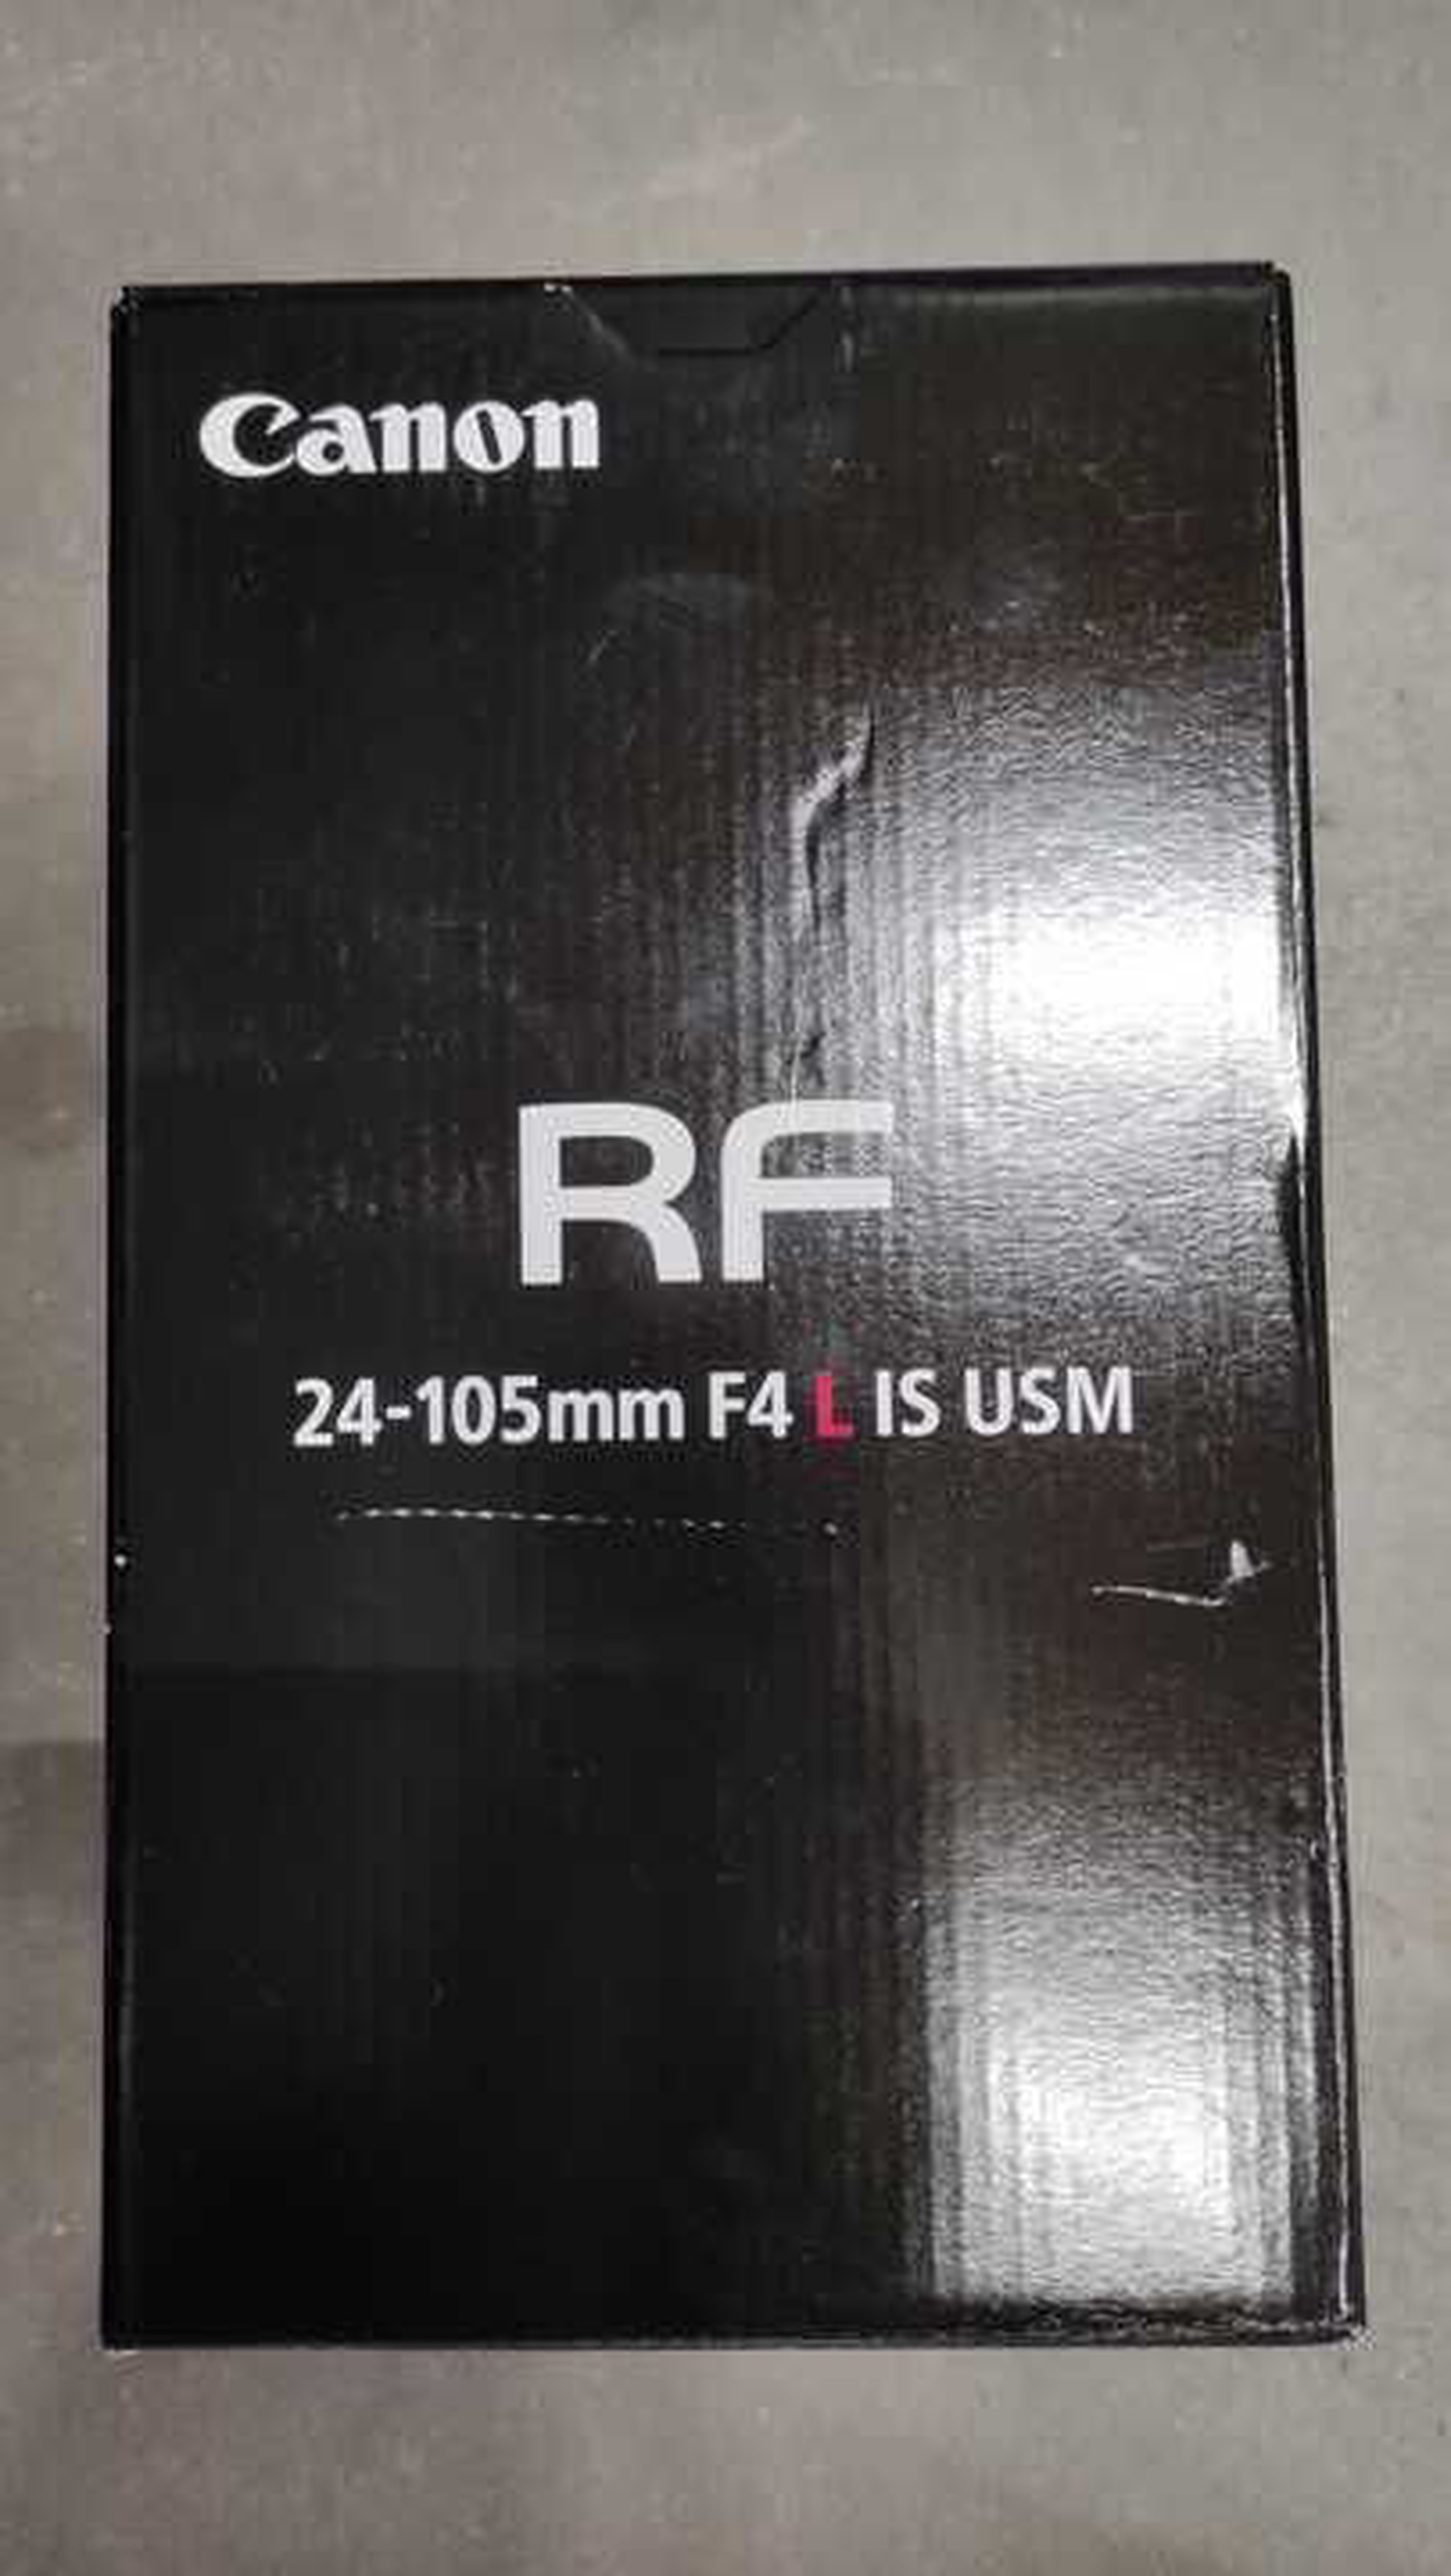 Canon
RF
24-105mm F4 L IS USM